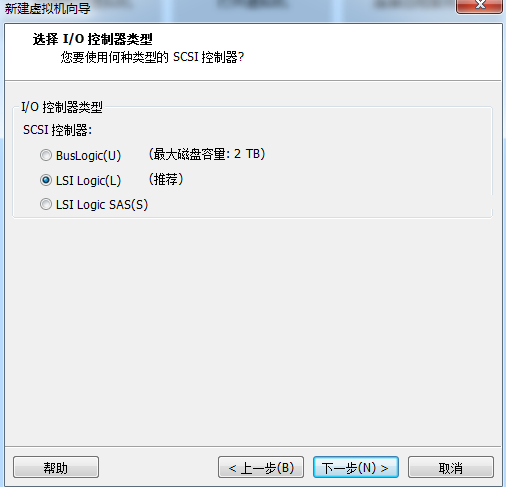 新建虚拟机向导
选择 I/O 控制器类型
您要使用何种类型的 SCSI 控制器?
I/O 控制器类型
SCSI 控制器:
BusLogic(U) (最大磁盘容量: 2 TB)
LSI Logic(L) (推荐)
LSI Logic SAS(S)
帮助 < 上一步(B) 下一步(N) > 取消